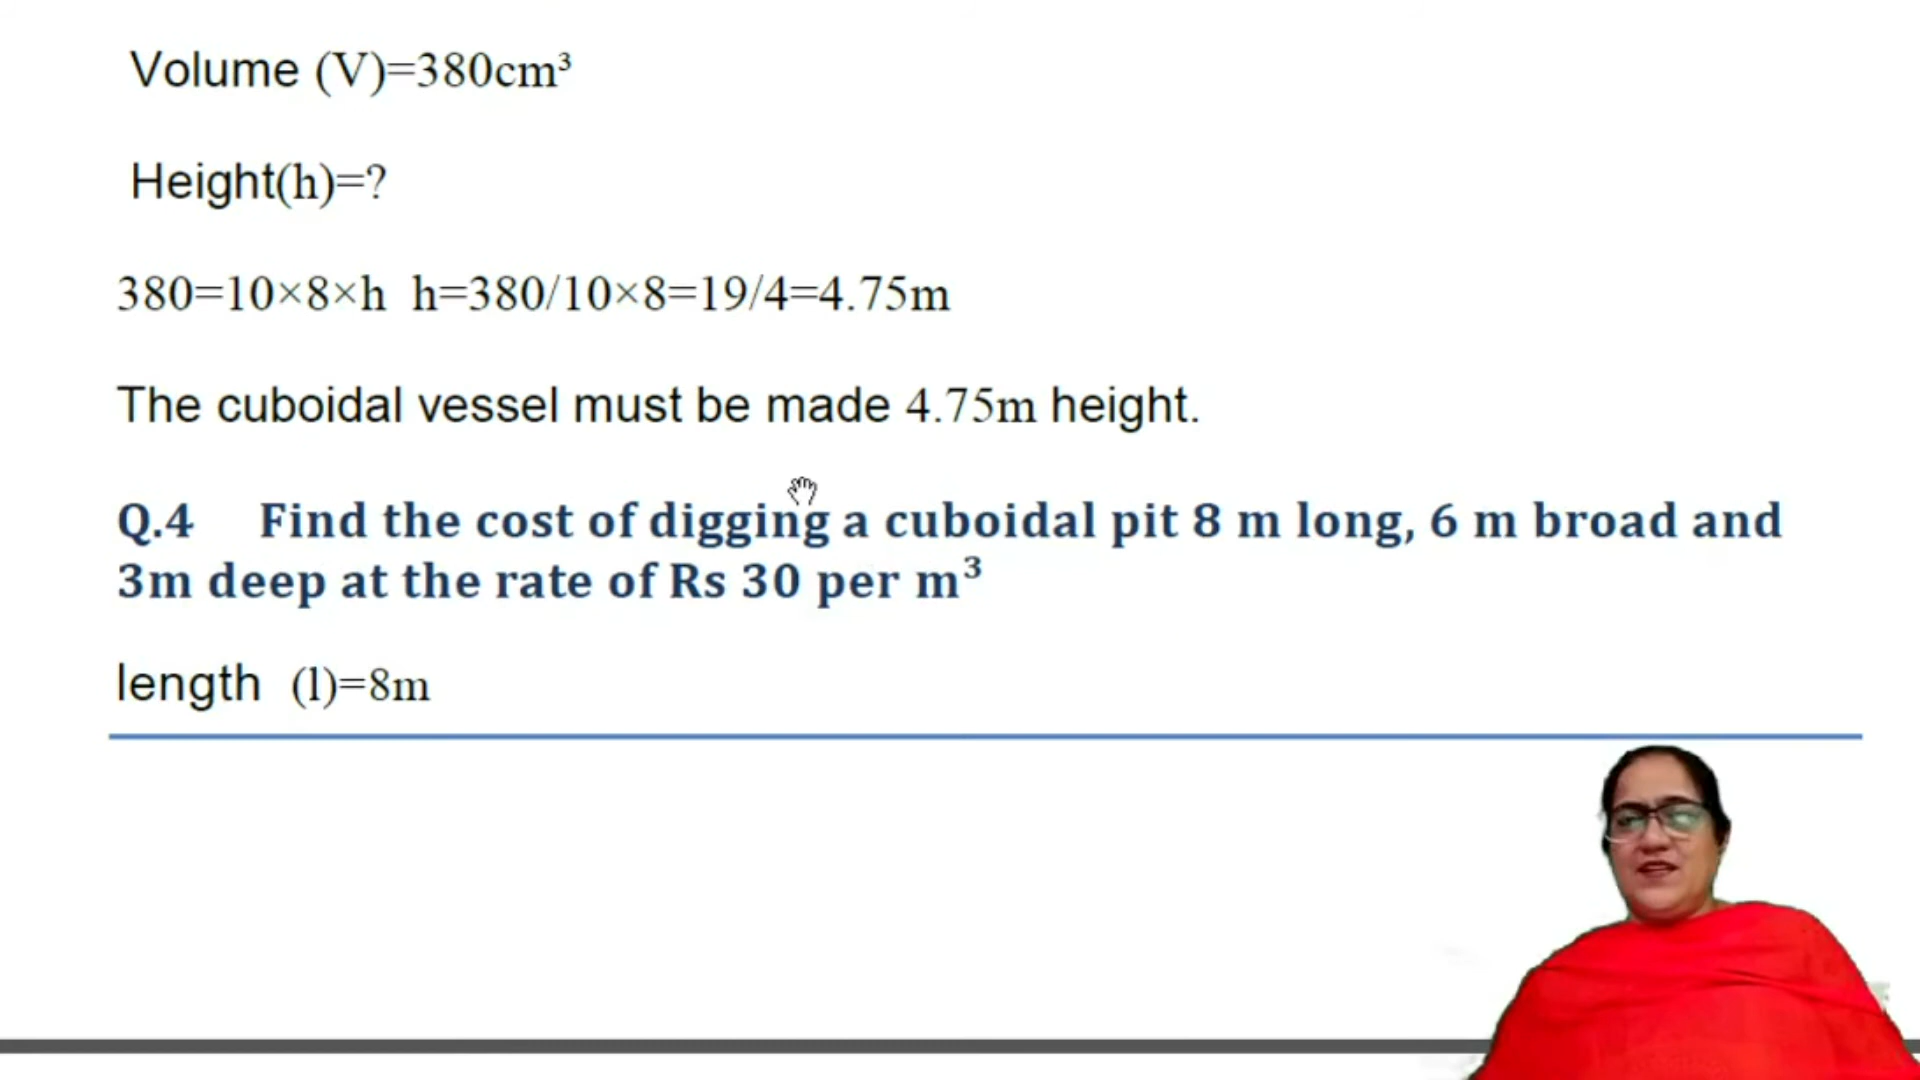 Volume (V)=380cm³
Height(h)=?
380=10×8×h h=380/10×8=19/4=4.75m
The cuboidal vessel must be made 4.75m height.
Q.4 Find the cost of digging a cuboidal pit 8 m long, 6 m broad and
3m deep at the rate of Rs 30 per m³
length (l)=8m